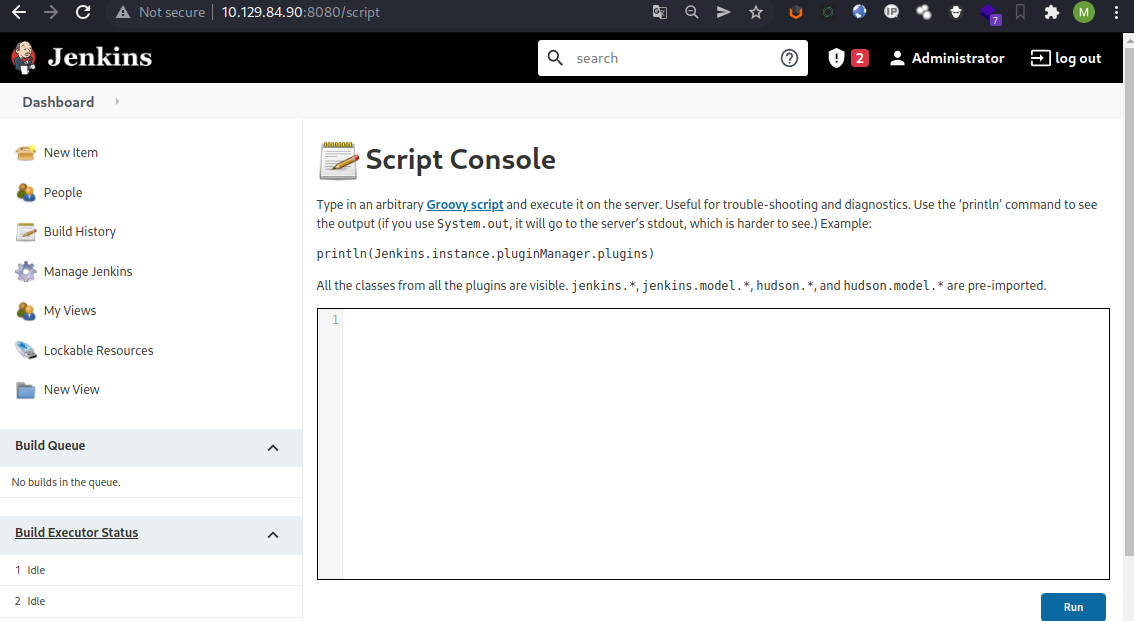 Not secure | 10.129.84.90:8080/script
7
M
Jenkins
search
2
Administrator
log out
Dashboard
New Item
People
Build History
Manage Jenkins
My Views
Lockable Resources
New View
Build Queue
No builds in the queue.
Build Executor Status
1 Idle
2 Idle
Script Console
Type in an arbitrary Groovy script and execute it on the server. Useful for trouble-shooting and diagnostics. Use the ‘println’ command to see
the output (if you use System.out, it will go to the server’s stdout, which is harder to see.) Example:
println(Jenkins.instance.pluginManager.plugins)
All the classes from all the plugins are visible. jenkins.*, jenkins.model.*, hudson.*, and hudson.model.* are pre-imported.
1
Run